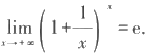 lim x→+∞ (1+1/x)^x = e.